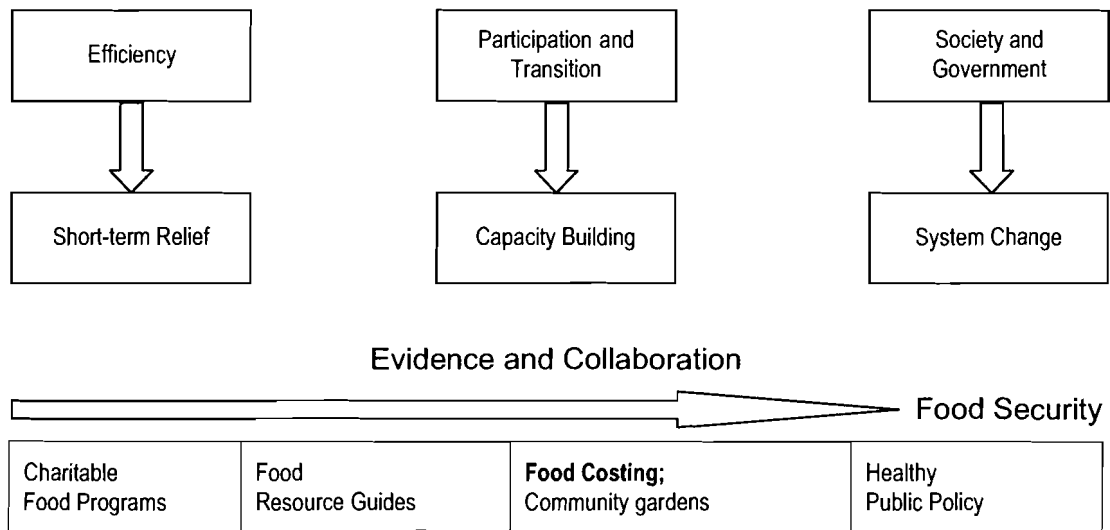 Efficiency
Participation and
Transition
Society and
Government
Short-term Relief
Capacity Building
System Change
Evidence and Collaboration
Food Security
Charitable
Food Programs
Food
Resource Guides
Food Costing;
Community gardens
Healthy
Public Policy